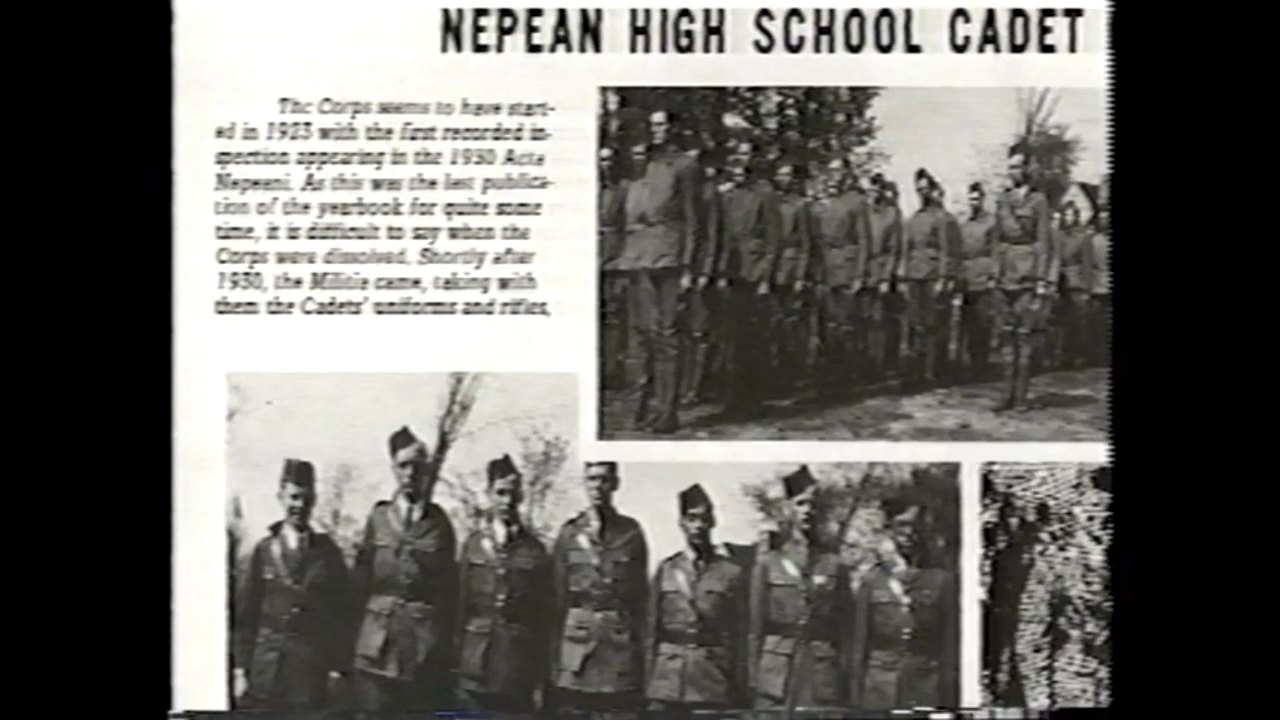 NEPEAN HIGH SCHOOL CADET
The Corps seems to have start-
ed in 1923 with the first recorded in-
spection appearing in the 1930 Acta
Nepeani. As this was the last publica-
tion of the yearbook for quite some
time, it is difficult to say when the
Corps were dissolved. Shortly after
1930, the Militia came, taking with
them the Cadets' uniforms and rifles,